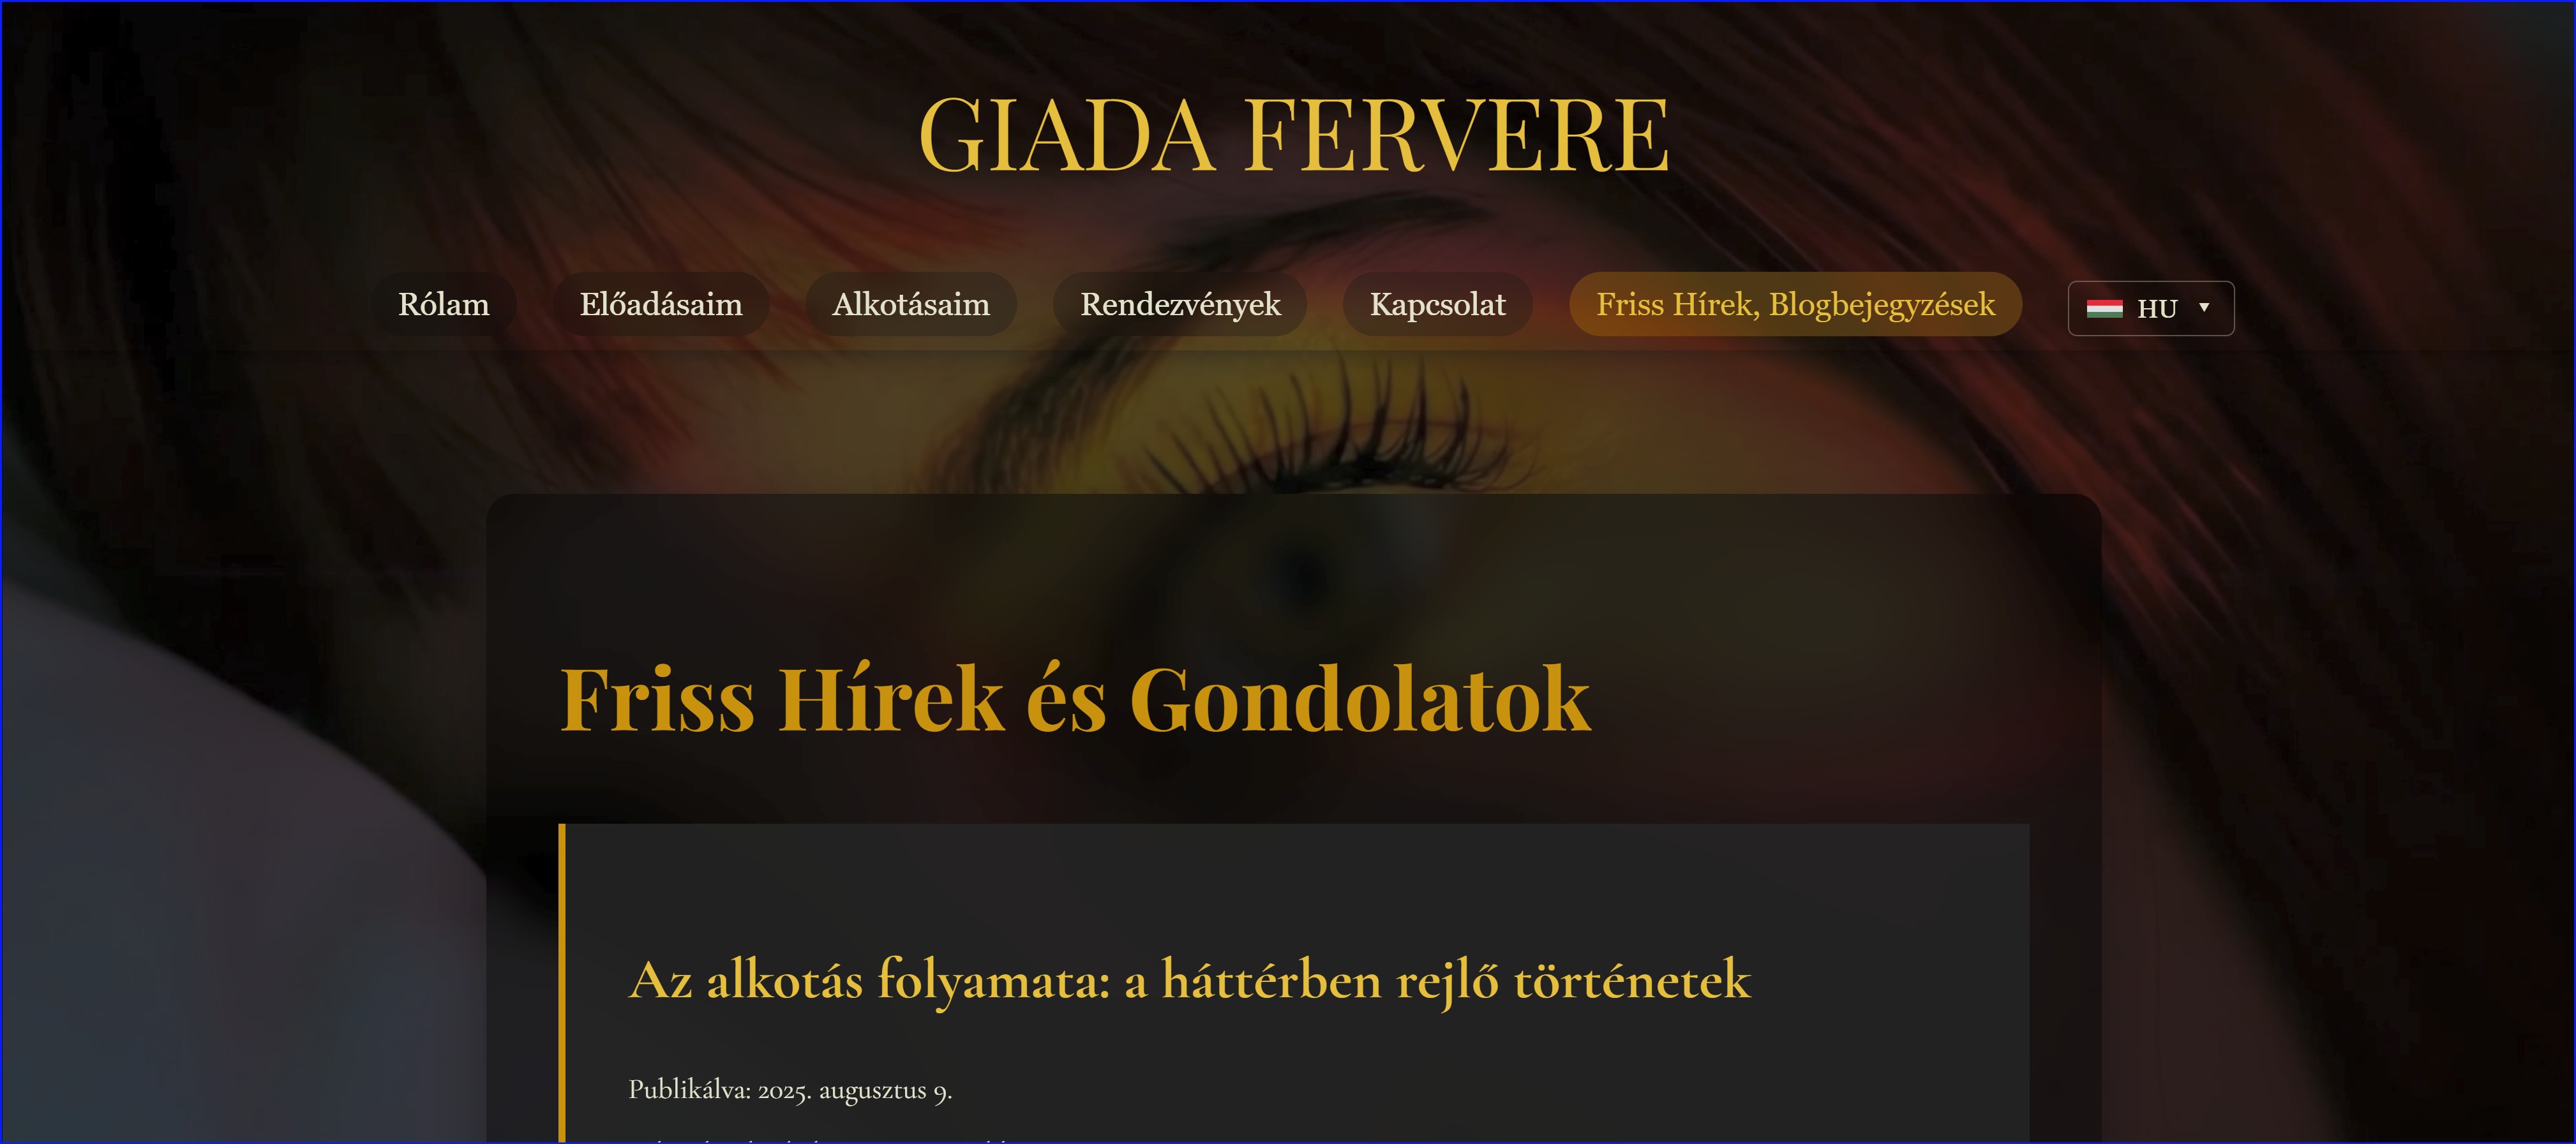 GIADA FERVERE
Rólam Előadásaim Alkotásaim Rendezvények Kapcsolat Friss Hírek, Blogbejegyzések HU
Friss Hírek és Gondolatok
Az alkotás folyamata: a háttérben rejlő történetek
Publikálva: 2025. augusztus 9.